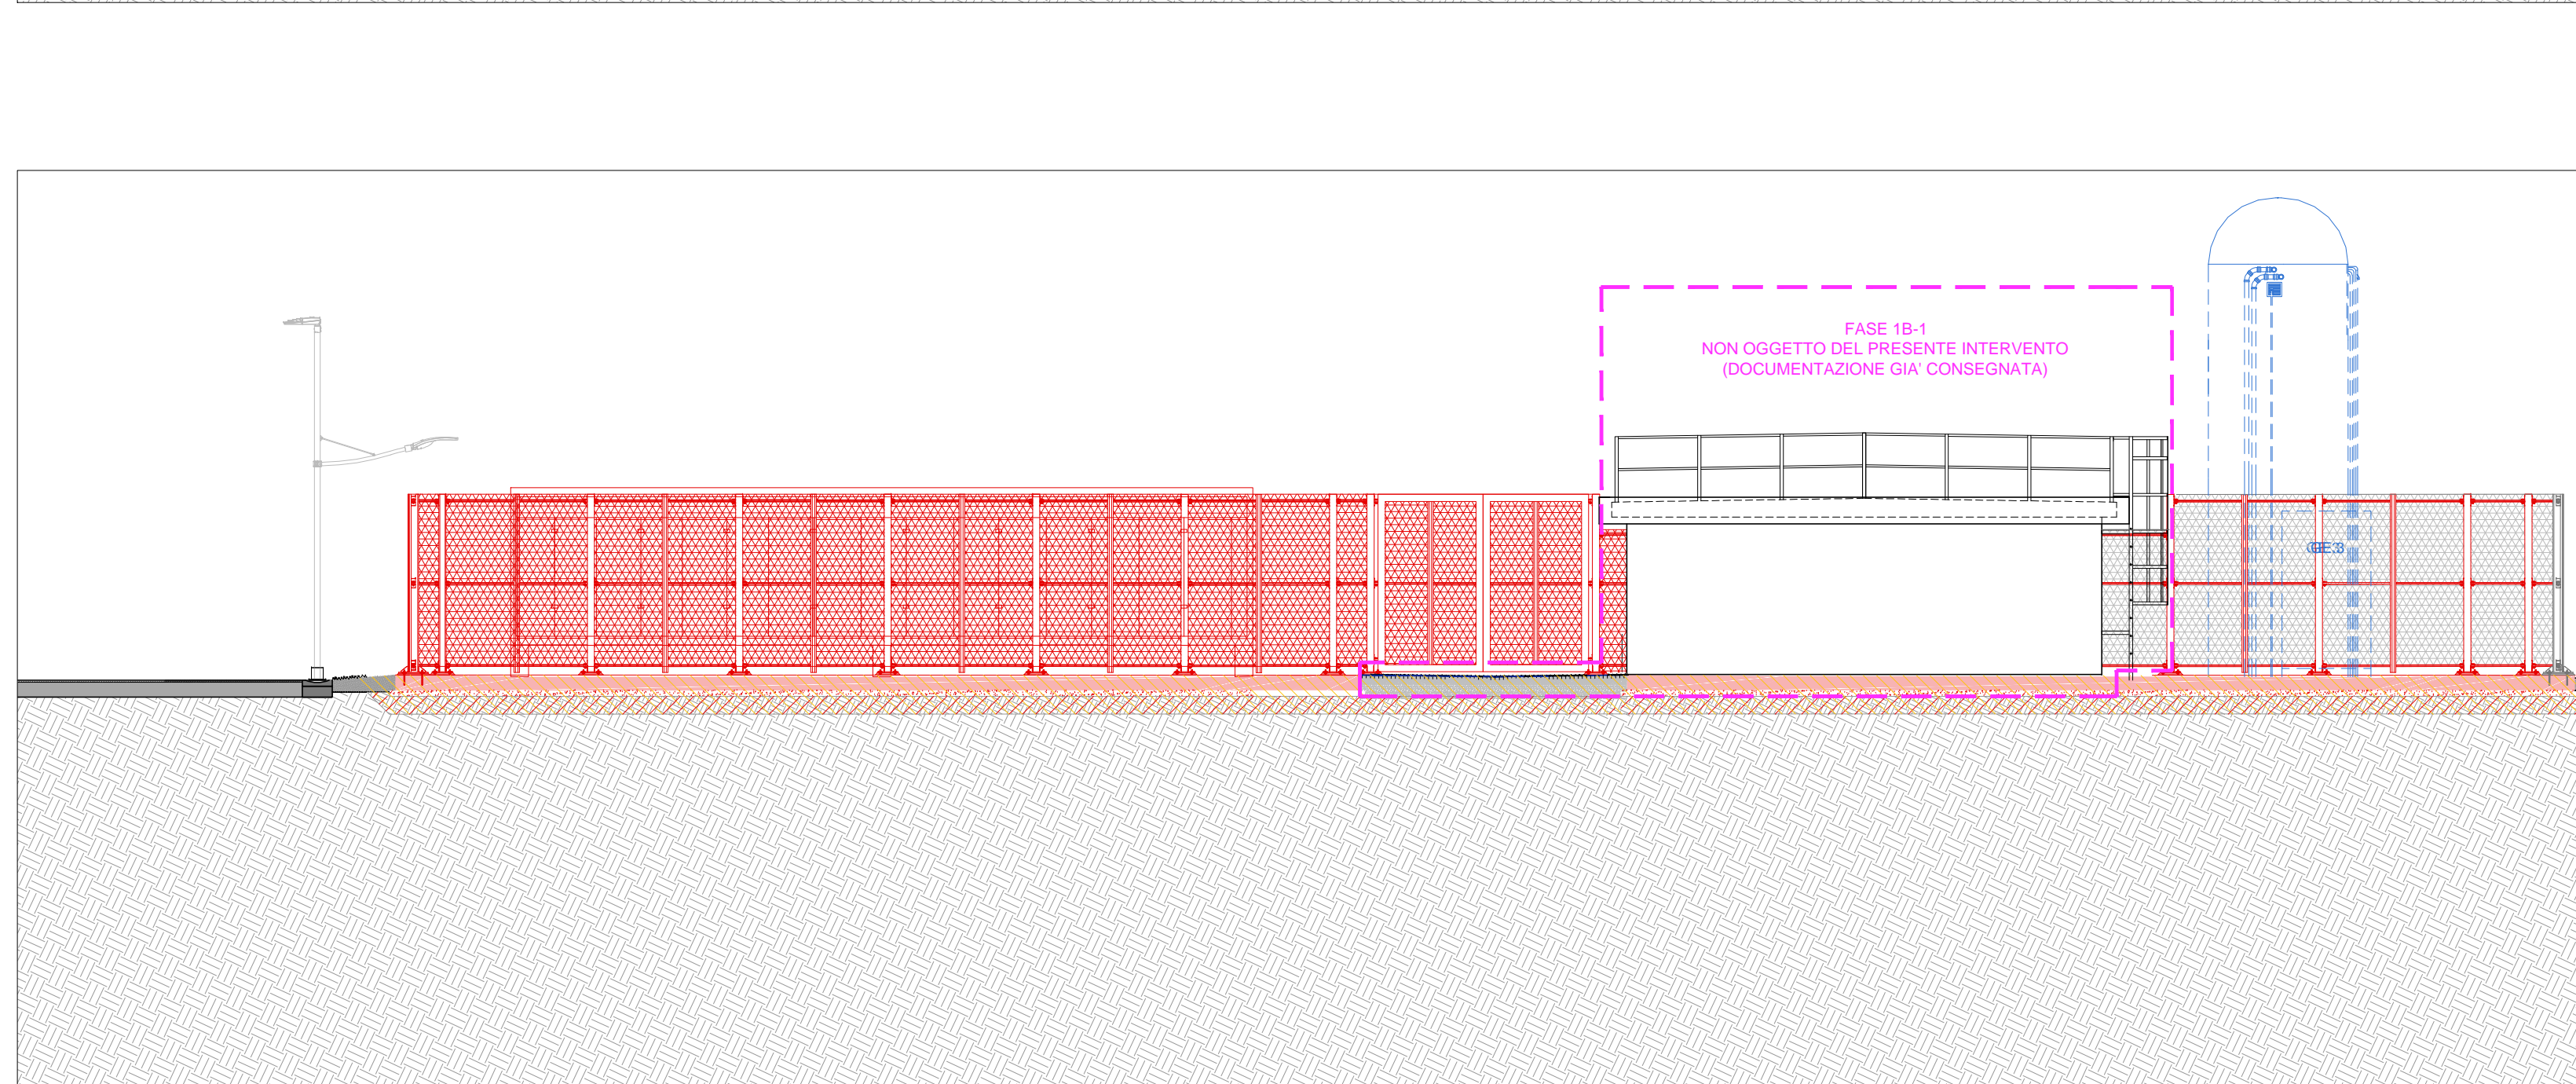 FASE 1B-1
NON OGGETTO DEL PRESENTE INTERVENTO
(DOCUMENTAZIONE GIA' CONSEGNATA)